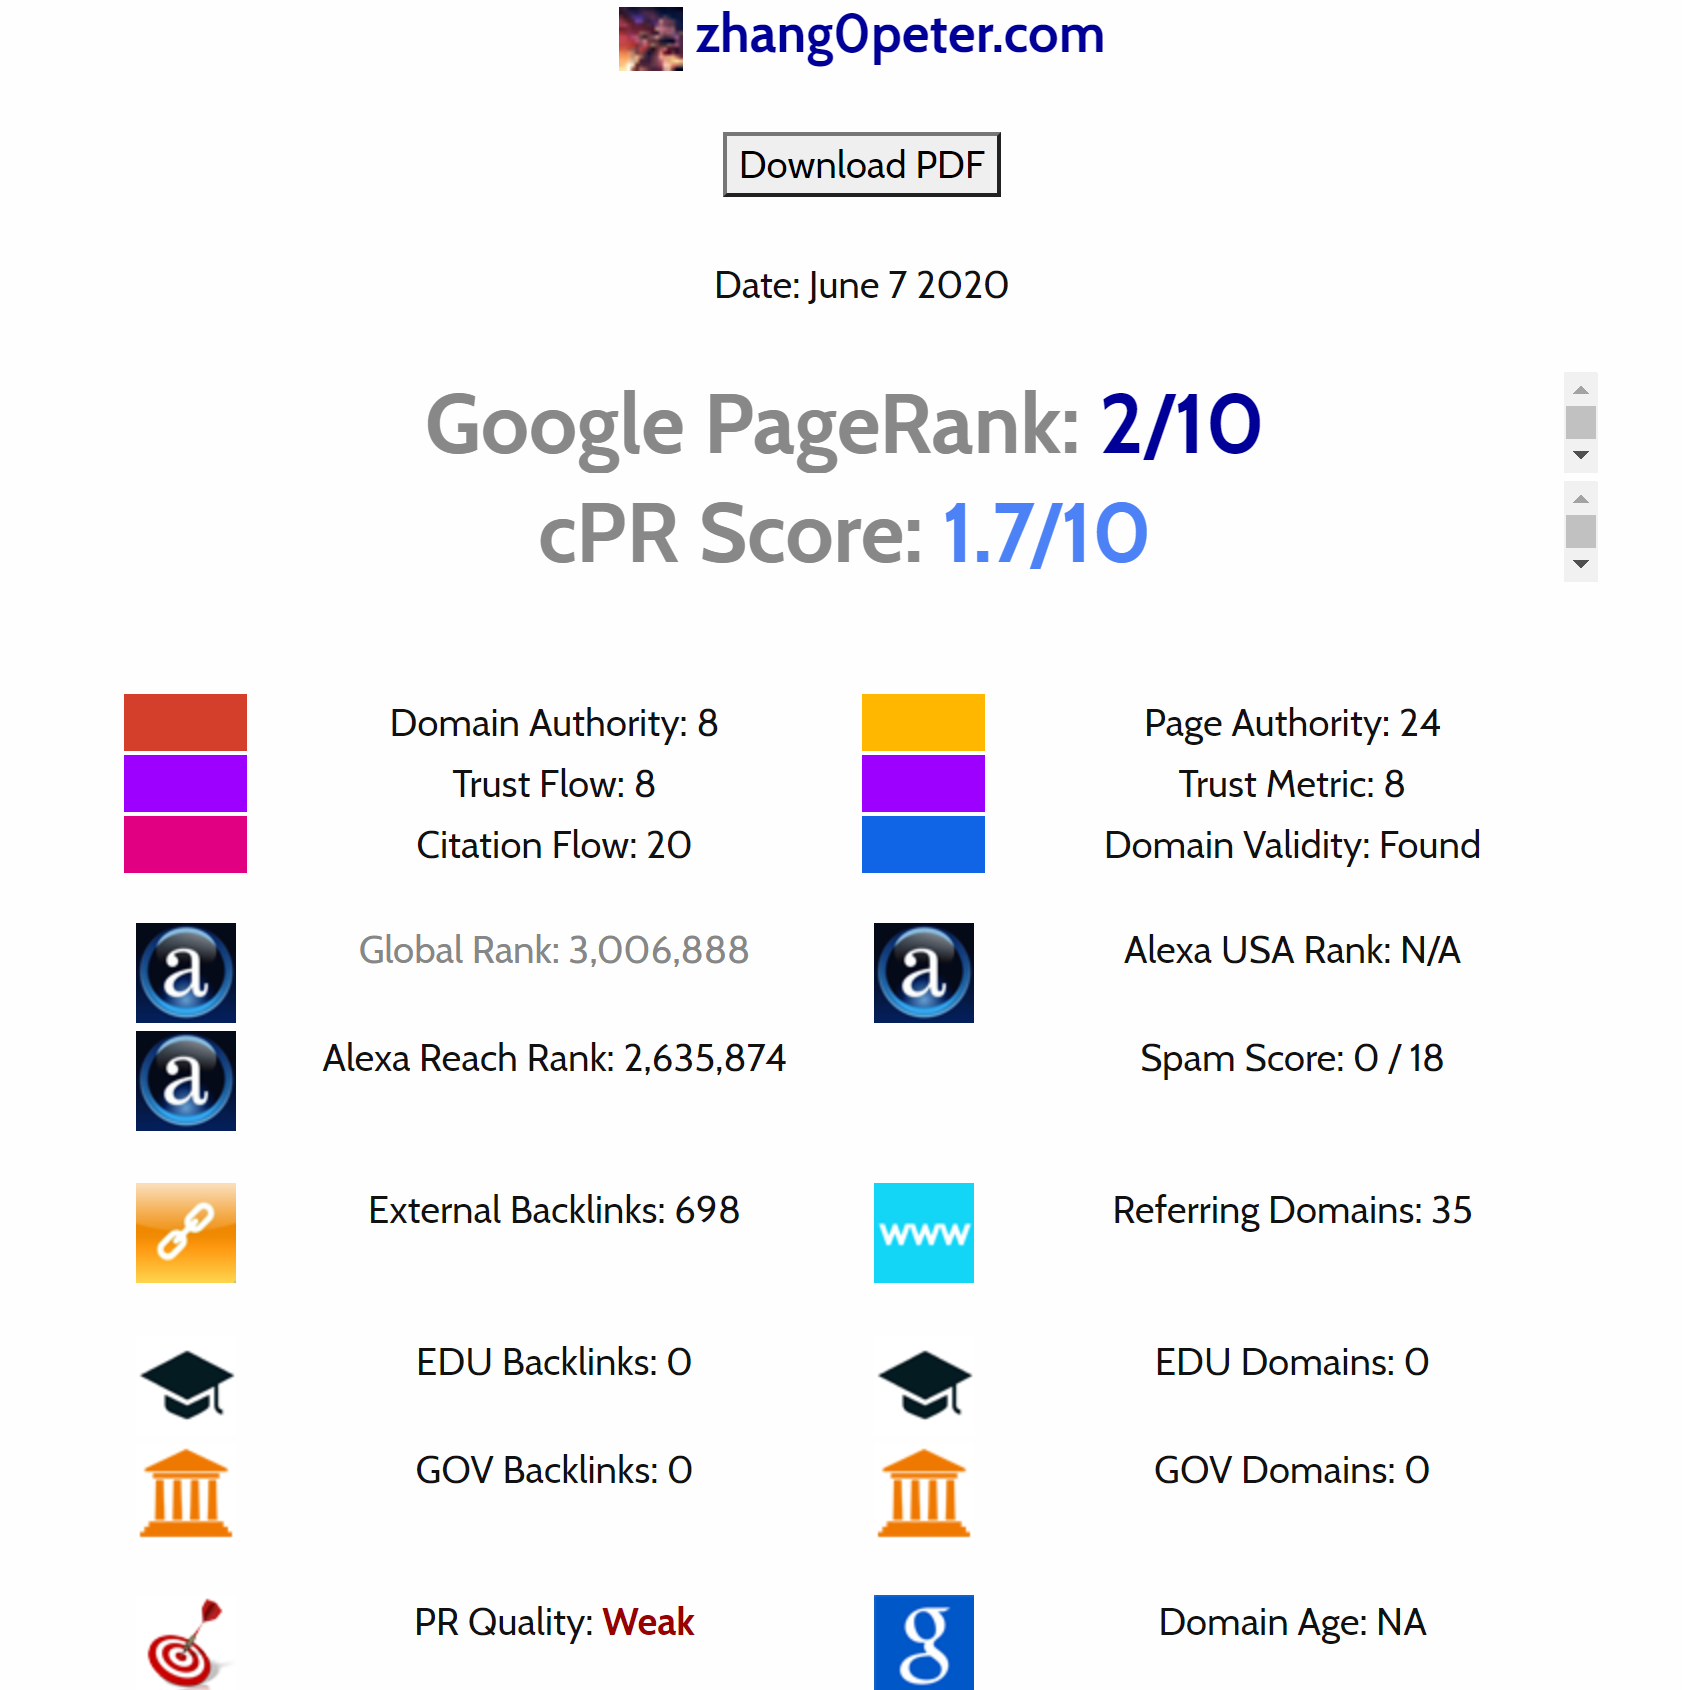 zhang0peter.com
Download PDF
Date: June 7 2020
Google PageRank: 2/10
cPR Score: 1.7/10
Domain Authority: 8
Page Authority: 24
Trust Flow: 8
Trust Metric: 8
Citation Flow: 20
Domain Validity: Found
a
Global Rank: 3,006,888
a
Alexa USA Rank: N/A
a
Alexa Reach Rank: 2,635,874
Spam Score: 0 / 18
External Backlinks: 698
www
Referring Domains: 35
EDU Backlinks: 0
EDU Domains: 0
GOV Backlinks: 0
GOV Domains: 0
PR Quality: Weak
g
Domain Age: NA